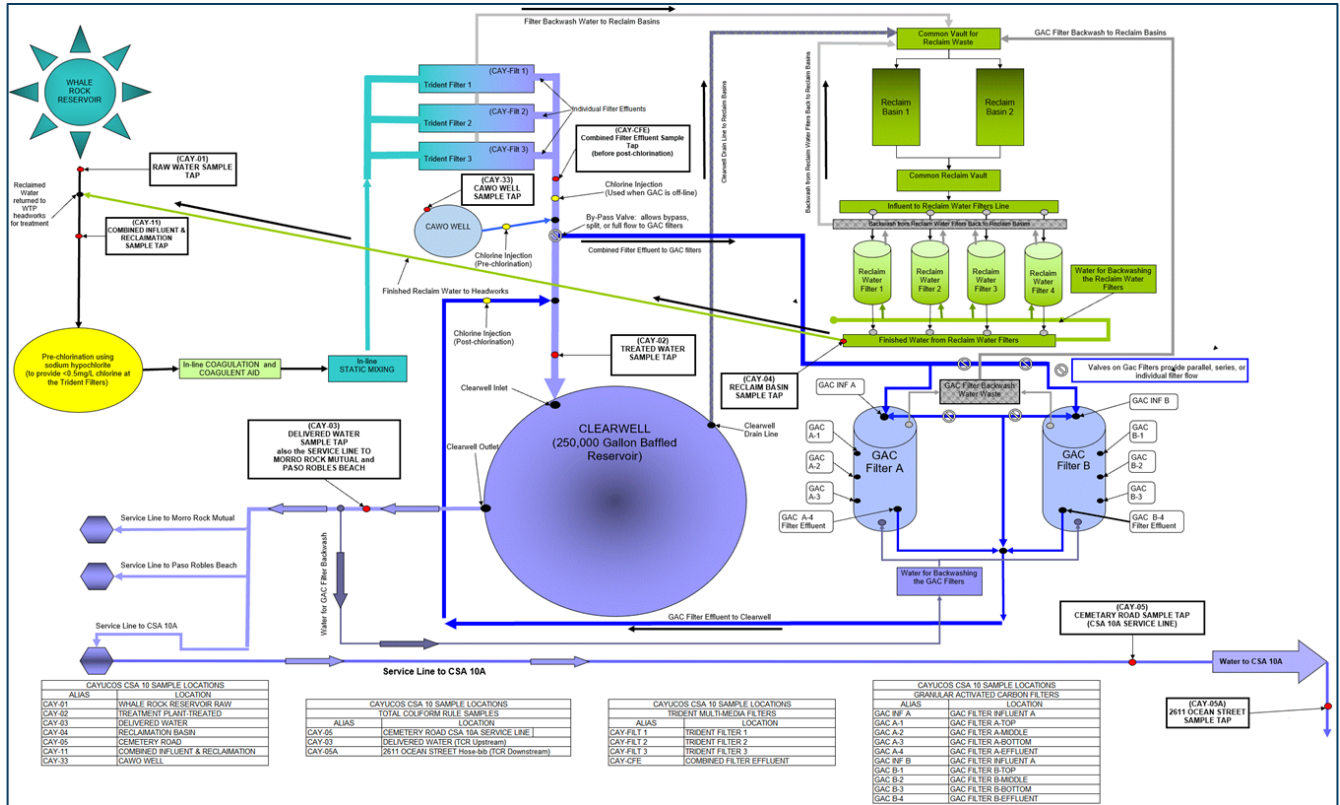 Filter Backwash Water to Reclaim Basins
GAC Filter Backwash to Reclaim Basins
WHALE
ROCK
RESERVOIR
(CAY-01)
RAW WATER SAMPLE
TAP
Reclaimed
Water
returned to
WTP
headworks
for treatment
(CAY-11)
COMBINED INFLUENT &
RECLAIMATION
SAMPLE TAP
Pre-chlorination using
sodium hypochlorite
(to provide <0.5mg/L chlorine at
the Trident Filters)
In-line COAGULATION and
COAGULENT AID
In-line
STATIC MIXING
(CAY-Filt 1)
Trident Filter 1
(CAY-Filt 2)
Trident Filter 2
(CAY-Filt 3)
Trident Filter 3
Individual Filter Effluents
(CAY-CFE)
Combined Filter Effluent Sample
Tap
(before post-chlorination)
(CAY-33)
CAWO WELL
SAMPLE TAP
CAWO WELL
Chlorine Injection
(Used when GAC is off-line)
Chlorine Injection
(Pre-chlorination)
By-Pass Valve: allows bypass,
split, or full flow to GAC filters
Combined Filter Effluent to GAC filters
Finished Reclaim Water to Headworks
Chlorine Injection
(Post-chlorination)
(CAY-02)
TREATED WATER
SAMPLE TAP
Clearwell Drain Line to Reclaim Basins
Backwash from Reclaim Water Filters Back to Reclaim Basins
Common Vault for
Reclaim Waste
Reclaim
Basin 1
Reclaim
Basin 2
Common Reclaim Vault
Influent to Reclaim Water Filters Line
Backwash from Reclaim Water Filters Back to Reclaim Basins
Reclaim
Water
Filter 1
Reclaim
Water
Filter 2
Reclaim
Water
Filter 3
Reclaim
Water
Filter 4
Water for Backwashing
the Reclaim Water
Filters
Finished Water from Reclaim Water Filters
(CAY-04)
RECLAIM BASIN
SAMPLE TAP
Valves on Gac Filters provide parallel, series, or
individual filter flow
GAC Filter Backwash
Water Waste
GAC INF A
GAC INF B
GAC
A-1
GAC
A-2
GAC
A-3
GAC
Filter A
GAC
Filter B
GAC
B-1
GAC
B-2
GAC
B-3
GAC A-4
Filter Effluent
GAC B-4
Filter Effluent
Water for Backwashing
the GAC Filters
Clearwell Inlet
CLEARWELL
(250,000 Gallon Baffled
Reservoir)
Clearwell
Drain Line
Clearwell Outlet
(CAY-03)
DELIVERED WATER
SAMPLE TAP
also the SERVICE LINE TO
MORRO ROCK MUTUAL and
PASO ROBLES BEACH
Service Line to Morro Rock Mutual
Service Line to Paso Robles Beach
Service Line to CSA 10A
Water for GAC Filter Backwash
GAC Filter Effluent to Clearwell
Service Line to CSA 10A
(CAY-05)
CEMETARY ROAD SAMPLE TAP
(CSA 10A SERVICE LINE)
Water to CSA 10A
(CAY-05A)
2611 OCEAN STREET
SAMPLE TAP
CAYUCOS CSA 10 SAMPLE LOCATIONS
ALIAS LOCATION
CAY-01 WHALE ROCK RESERVOIR RAW
CAY-02 TREATMENT PLANT-TREATED
CAY-03 DELIVERED WATER
CAY-04 RECLAMATION BASIN
CAY-05 CEMETERY ROAD
CAY-11 COMBINED INFLUENT & RECLAMATION
CAY-33 CAWO WELL
CAYUCOS CSA 10 SAMPLE LOCATIONS
TOTAL COLIFORM RULE SAMPLES
ALIAS LOCATION
CAY-05 CEMETERY ROAD CSA 10A SERVICE LINE
CAY-03 DELIVERED WATER (TCR Upstream)
CAY-05A 2611 OCEAN STREET Hose-bib (TCR Downstream)
CAYUCOS CSA 10 SAMPLE LOCATIONS
TRIDENT MULTI-MEDIA FILTERS
ALIAS LOCATION
CAY-FILT 1 TRIDENT FILTER 1
CAY-FILT 2 TRIDENT FILTER 2
CAY-FILT 3 TRIDENT FILTER 3
CAY-CFE COMBINED FILTER EFFLUENT
CAYUCOS CSA 10 SAMPLE LOCATIONS
GRANULAR ACTIVATED CARBON FILTERS
ALIAS LOCATION
GAC INF A GAC FILTER INFLUENT A
GAC A-1 GAC FILTER A-TOP
GAC A-2 GAC FILTER A-MIDDLE
GAC A-3 GAC FILTER A-BOTTOM
GAC A-4 GAC FILTER A-EFFLUENT
GAC INF B GAC FILTER INFLUENT A
GAC B-1 GAC FILTER B-TOP
GAC B-2 GAC FILTER B-MIDDLE
GAC B-3 GAC FILTER B-BOTTOM
GAC B-4 GAC FILTER B-EFFLUENT